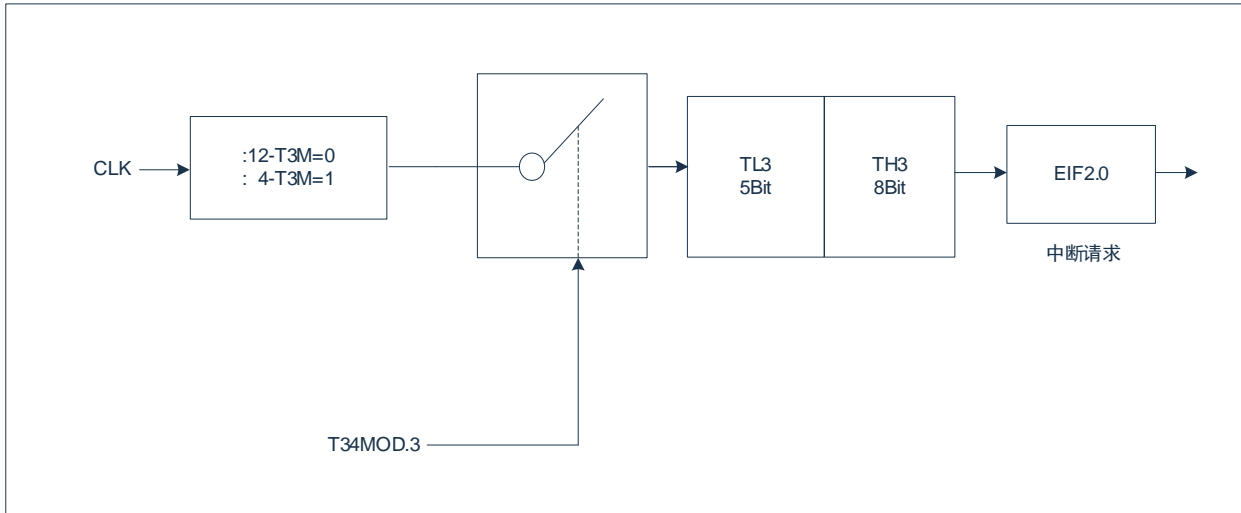 CLK
:12-T3M=0
: 4-T3M=1
TL3
5Bit
TH3
8Bit
EIF2.0
中断请求
T34MOD.3